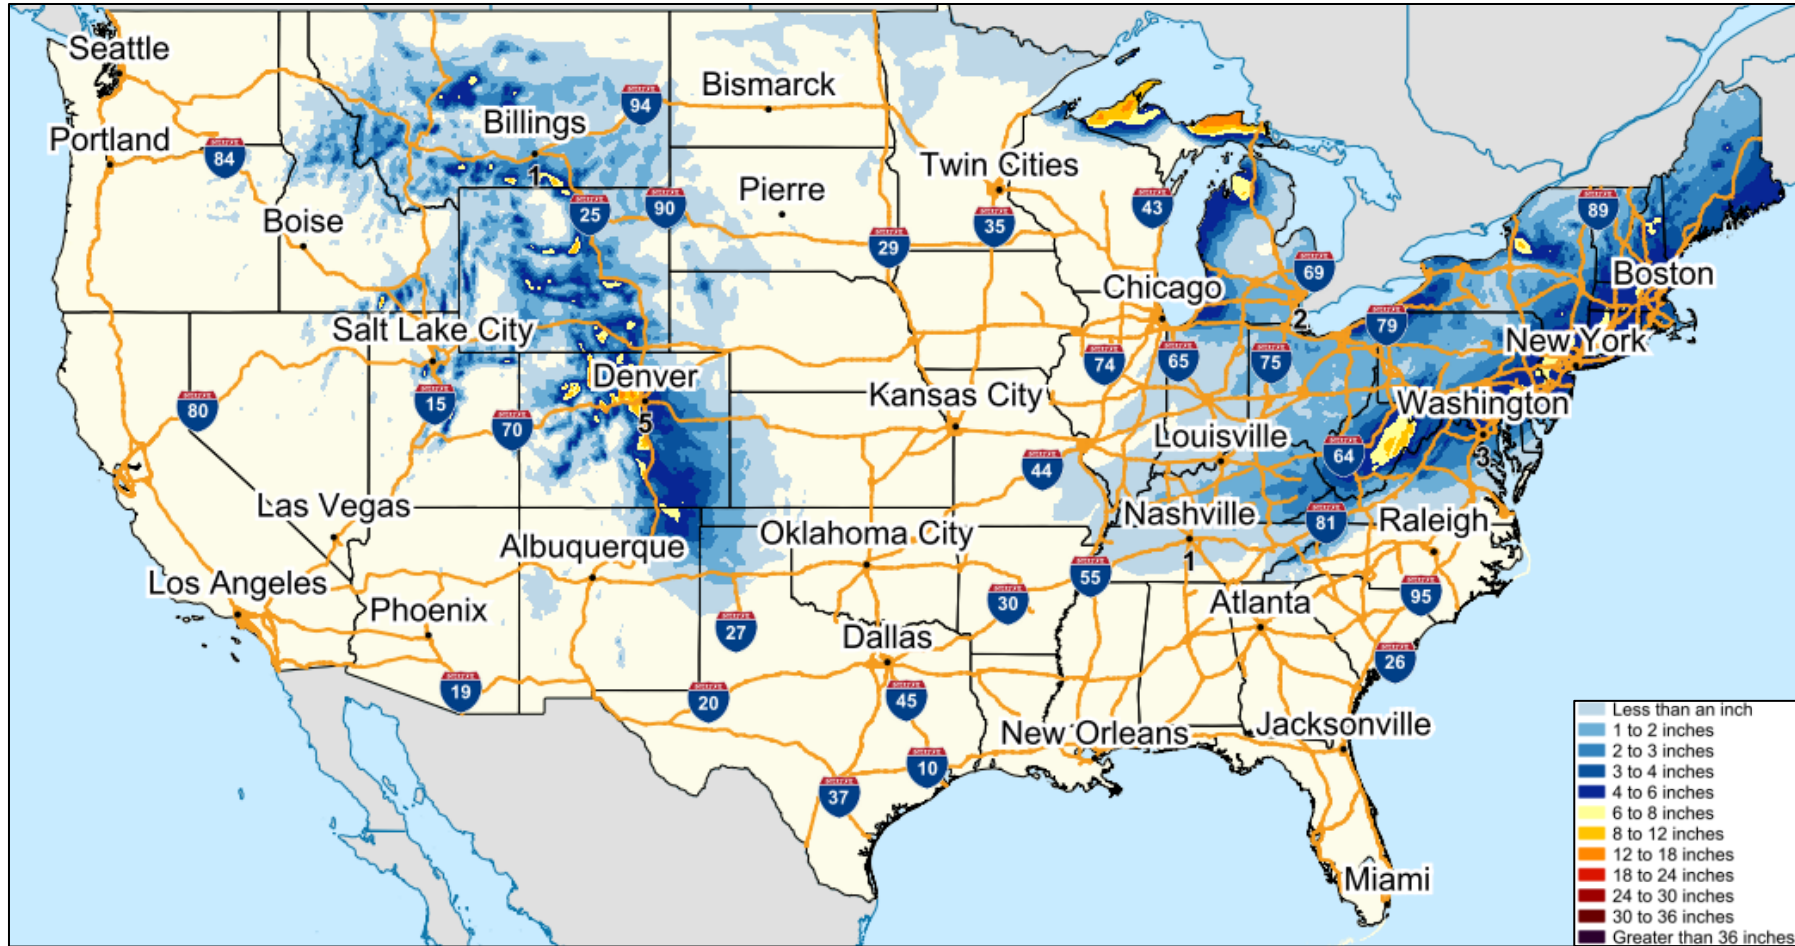 Seattle
Bismarck
94
Billings
Portland
84
Twin Cities
1
Pierre
43
89
25
90
Boise
35
29
69
Boston
Chicago
2
79
Salt Lake City
New York
74
65
75
Denver
Kansas City
Washington
80
15
5
70
Louisville
64
3
44
Las Vegas
Nashville
81
Raleigh
Albuquerque
Oklahoma City
1
55
Los Angeles
Phoenix
30
Atlanta
95
27
Dallas
26
19
20
45
New Orleans
Jacksonville
10
37
Miami
Less than an inch
1 to 2 inches
2 to 3 inches
3 to 4 inches
4 to 6 inches
6 to 8 inches
8 to 12 inches
12 to 18 inches
18 to 24 inches
24 to 30 inches
30 to 36 inches
Greater than 36 inches